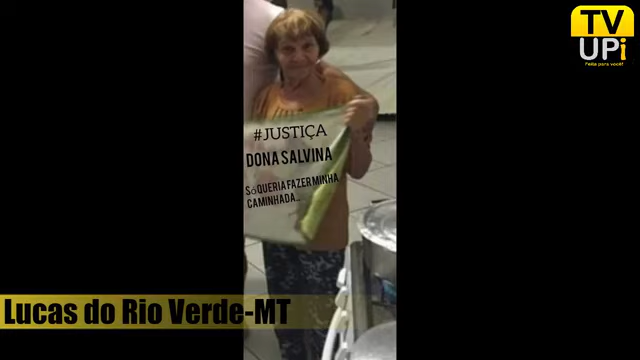 TV
UPi
Feita para você!
#JUSTIÇA
DONA SALVINA
SÓ QUERIA FAZER MINHA
CAMINHADA...
Lucas do Rio Verde-MT